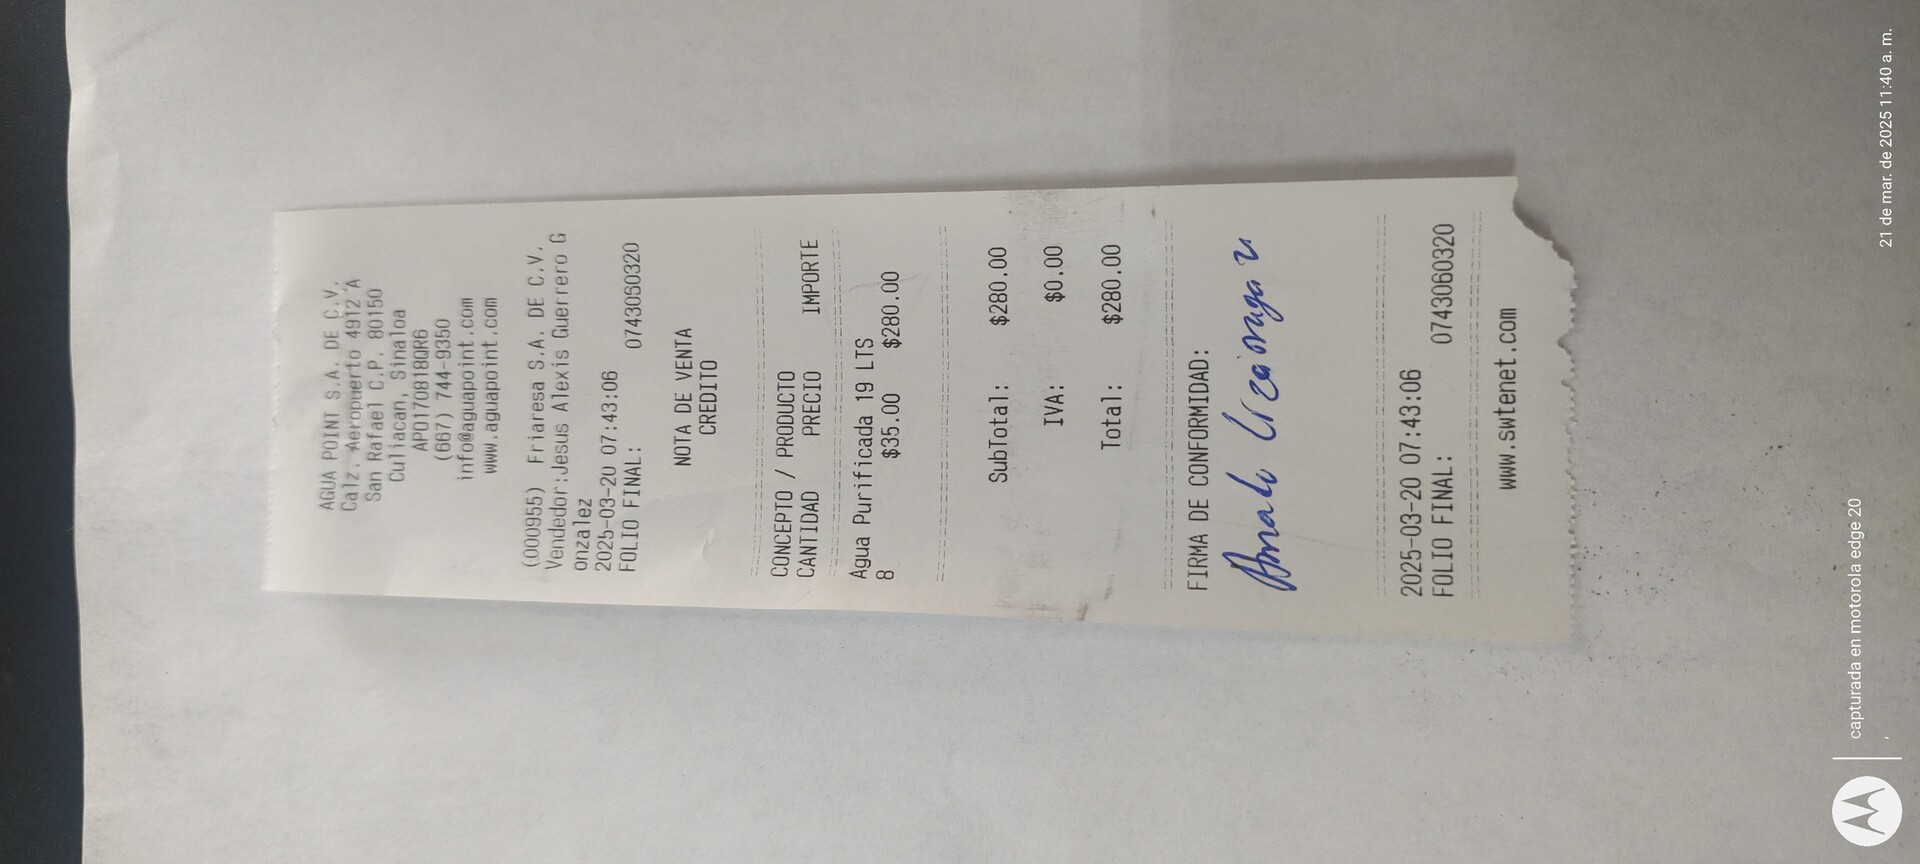 AGUA POINT S.A. DE C.V.
Calz. Aeropuerto 4912 A
San Rafael C.P. 80150
Culiacan, Sinaloa
APO170818QR6
(667) 744-9350
info@aguapoint.com
www.aguapoint.com
(000955) Friaresa S.A. DE C.V.
Vendedor:Jesus Alexis Guerrero G
onzalez
2025-03-20 07:43:06
FOLIO FINAL: 0743050320
NOTA DE VENTA
CREDITO
CONCEPTO / PRODUCTO
CANTIDAD PRECIO IMPORTE
Agua Purificada 19 LTS
8 $35.00 $280.00
SubTotal: $280.00
IVA: $0.00
Total: $280.00
FIRMA DE CONFORMIDAD:
2025-03-20 07:43:06
FOLIO FINAL: 0743060320
www.swtenet.com
capturada en motorola edge 20
21 de mar. de 2025 11:40 a. m.